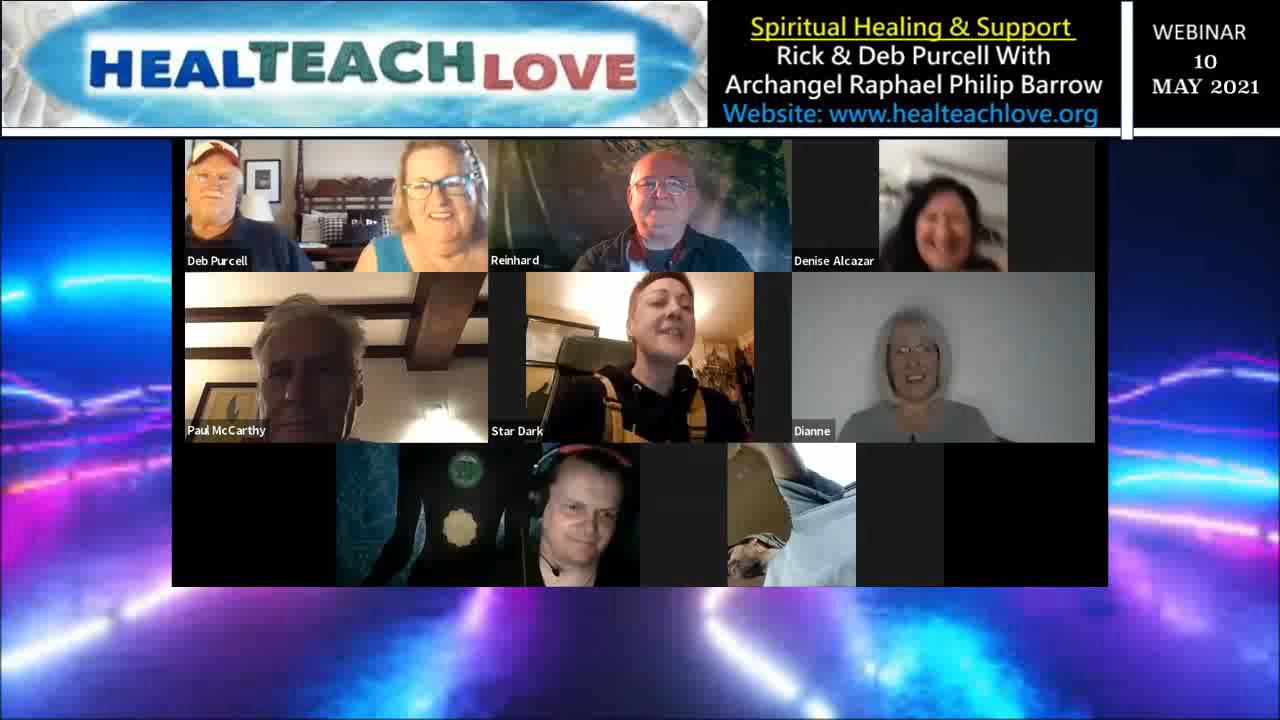 HEALTEACHLOVE
Spiritual Healing & Support
Rick & Deb Purcell With
Archangel Raphael Philip Barrow
Website: www.healteachlove.org
WEBINAR
10
MAY 2021
Deb Purcell
Reinhard
Denise Alcazar
Paul McCarthy
Star Dark
Dianne